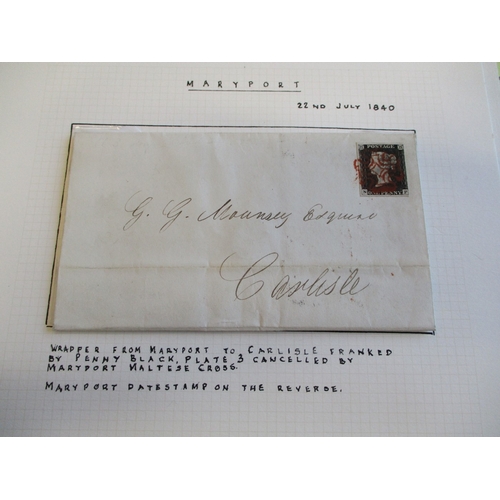 MARYPORT
22ND JULY 1840
POSTAGE
G. G. Mounsey Esquire
Carlisle
WRAPPER FROM MARYPORT TO CARLISLE FRANKED
BY PENNY BLACK, PLATE 3 CANCELLED BY
MARYPORT MALTESE CROSS.
MARYPORT DATESTAMP ON THE REVERSE.